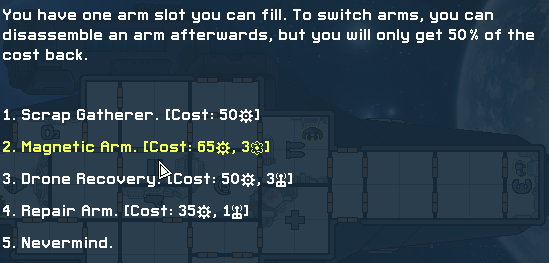 You have one arm slot you can fill. To switch arms, you can
disassemble an arm afterwards, but you will only get 50% of the
cost back.
1. Scrap Gatherer. [Cost: 50]
2. Magnetic Arm. [Cost: 65, 3]
3. Drone Recovery. [Cost: 50, 3]
4. Repair Arm. [Cost: 35, 1]
5. Nevermind.